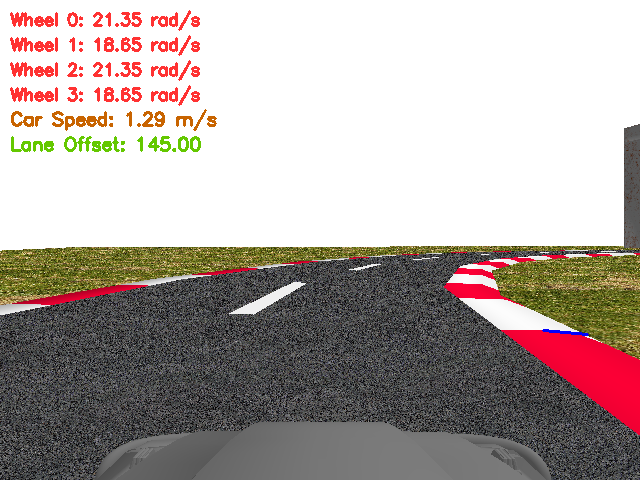 Wheel 0: 21.35 rad/s
Wheel 1: 18.65 rad/s
Wheel 2: 21.35 rad/s
Wheel 3: 18.65 rad/s
Car Speed: 1.29 m/s
Lane Offset: 145.00